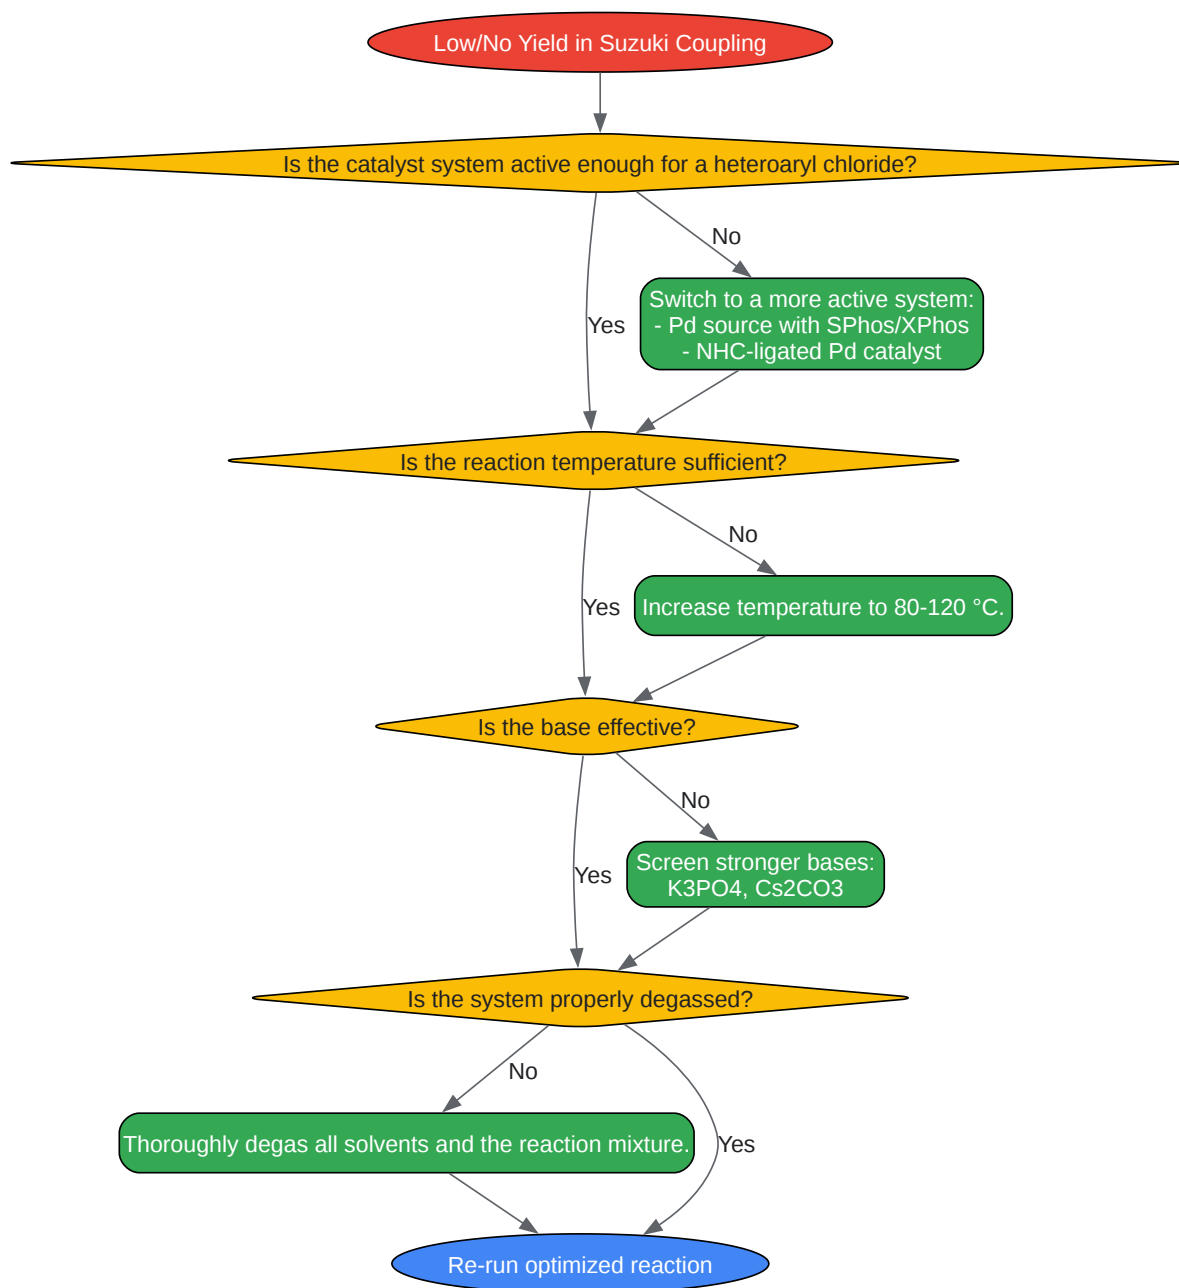 Low/No Yield in Suzuki Coupling
Is the catalyst system active enough for a heteroaryl chloride?
No
Switch to a more active system:
- Pd source with SPhos/XPhos
- NHC-ligated Pd catalyst
Yes
Is the reaction temperature sufficient?
No
Increase temperature to 80-120 °C.
Yes
Is the base effective?
No
Screen stronger bases:
K3PO4, Cs2CO3
Yes
Is the system properly degassed?
No
Thoroughly degas all solvents and the reaction mixture.
Yes
Re-run optimized reaction